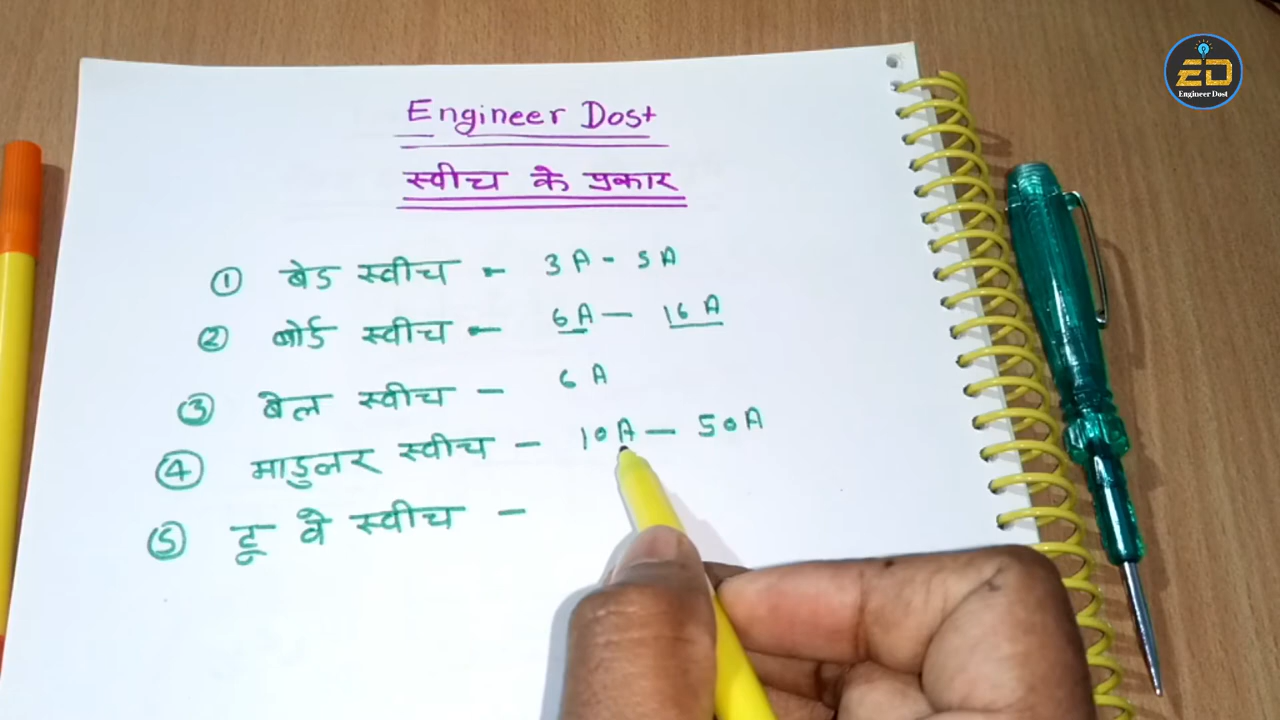 Engineer Dost
स्वीच के प्रकार
① बेड स्वीच - 3A - 5A
② बोर्ड स्वीच - 6A — 16A
③ बेल स्वीच - 6A
④ माडुलर स्वीच - 10A — 50A
⑤ टू वे स्वीच -
ED
Engineer Dost